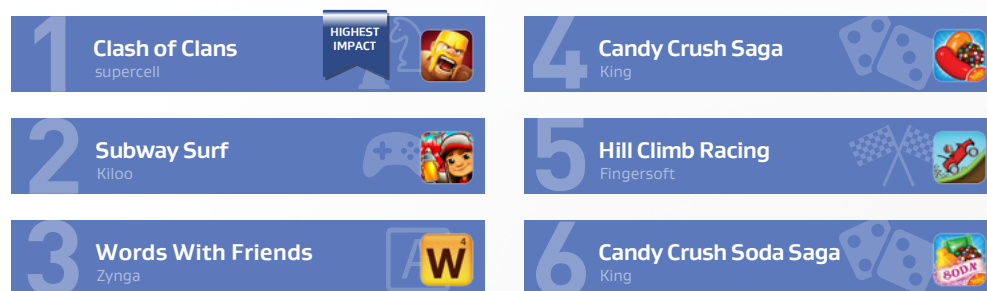 1
Clash of Clans
supercell
HIGHEST
IMPACT
2
Subway Surf
Kiloo
3
Words With Friends
Zynga
A
W
4
4
Candy Crush Saga
King
5
Hill Climb Racing
Fingersoft
6
Candy Crush Soda Saga
King
SODA